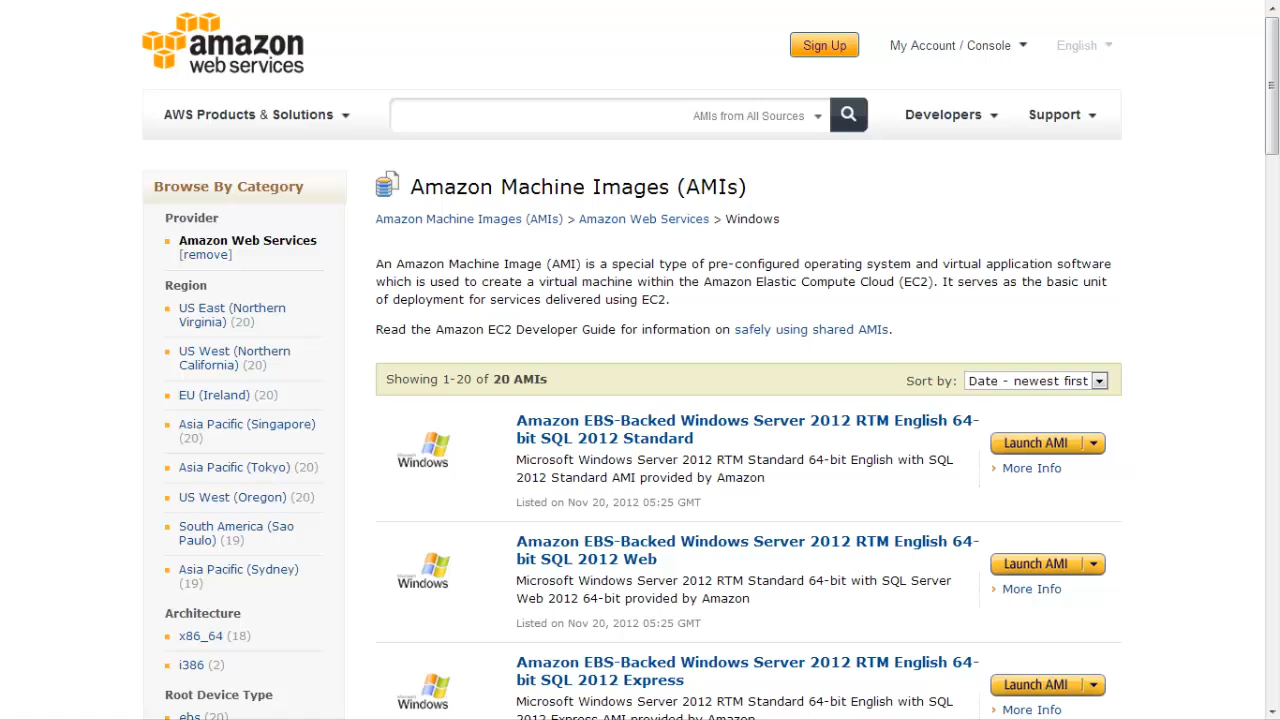 amazon
web services
Sign Up
My Account / Console
English
AWS Products & Solutions
AMIs from All Sources
Developers
Support
Browse By Category
Provider
Amazon Web Services
[remove]
Region
US East (Northern
Virginia) (20)
US West (Northern
California) (20)
EU (Ireland) (20)
Asia Pacific (Singapore)
(20)
Asia Pacific (Tokyo) (20)
US West (Oregon) (20)
South America (Sao
Paulo) (19)
Asia Pacific (Sydney)
(19)
Architecture
x86_64 (18)
i386 (2)
Root Device Type
ebs (20)
Amazon Machine Images (AMIs)
Amazon Machine Images (AMIs) > Amazon Web Services > Windows
An Amazon Machine Image (AMI) is a special type of pre-configured operating system and virtual application software
which is used to create a virtual machine within the Amazon Elastic Compute Cloud (EC2). It serves as the basic unit
of deployment for services delivered using EC2.
Read the Amazon EC2 Developer Guide for information on safely using shared AMIs.
Showing 1-20 of 20 AMIs
Sort by: Date - newest first
Windows
Amazon EBS-Backed Windows Server 2012 RTM English 64-
bit SQL 2012 Standard
Microsoft Windows Server 2012 RTM Standard 64-bit English with SQL
2012 Standard AMI provided by Amazon
Listed on Nov 20, 2012 05:25 GMT
Launch AMI
› More Info
Windows
Amazon EBS-Backed Windows Server 2012 RTM English 64-
bit SQL 2012 Web
Microsoft Windows Server 2012 RTM Standard 64-bit with SQL Server
Web 2012 64-bit provided by Amazon
Listed on Nov 20, 2012 05:25 GMT
Launch AMI
› More Info
Windows
Amazon EBS-Backed Windows Server 2012 RTM English 64-
bit SQL 2012 Express
Microsoft Windows Server 2012 RTM Standard 64-bit English with SQL
2012 Express AMI provided by Amazon
Launch AMI
› More Info